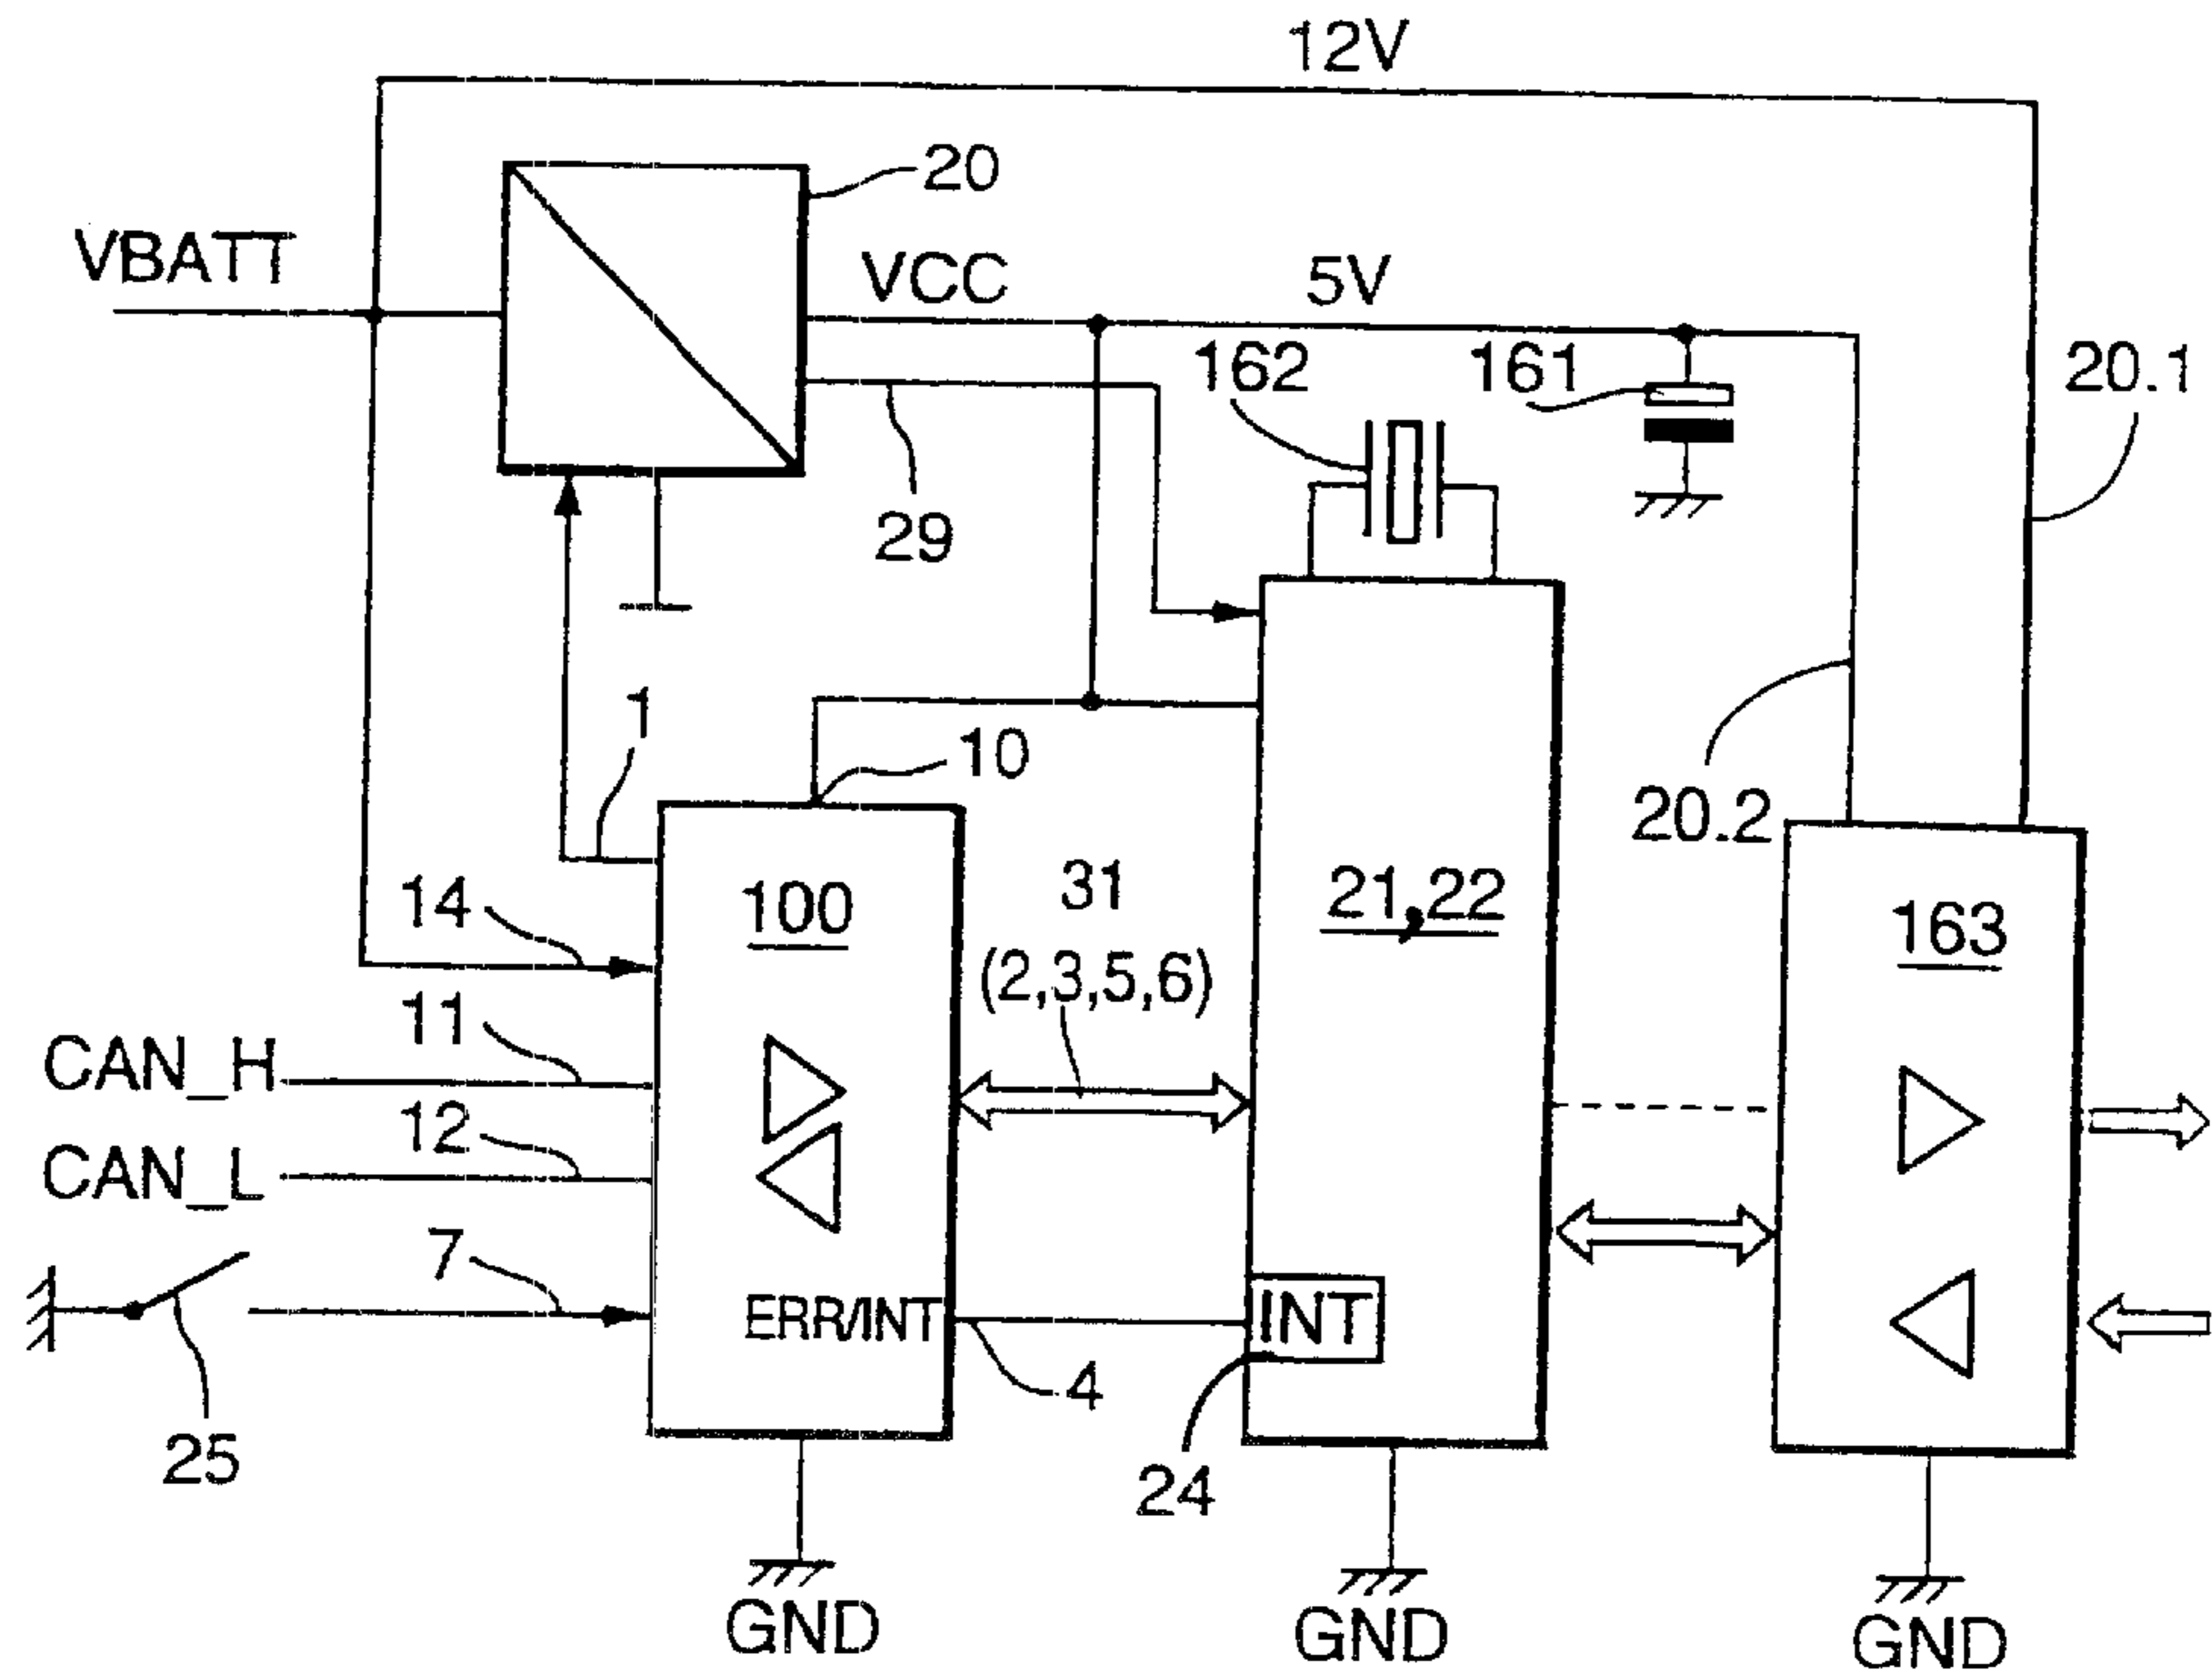 12V
20
VBATT
VCC
5V
162
161
20.1
29
1
10
20.2
14
100
31
21,22
163
(2,3,5,6)
11
CAN_H
12
CAN_L
7
ERR/INT
INT
4
25
24
GND
GND
GND